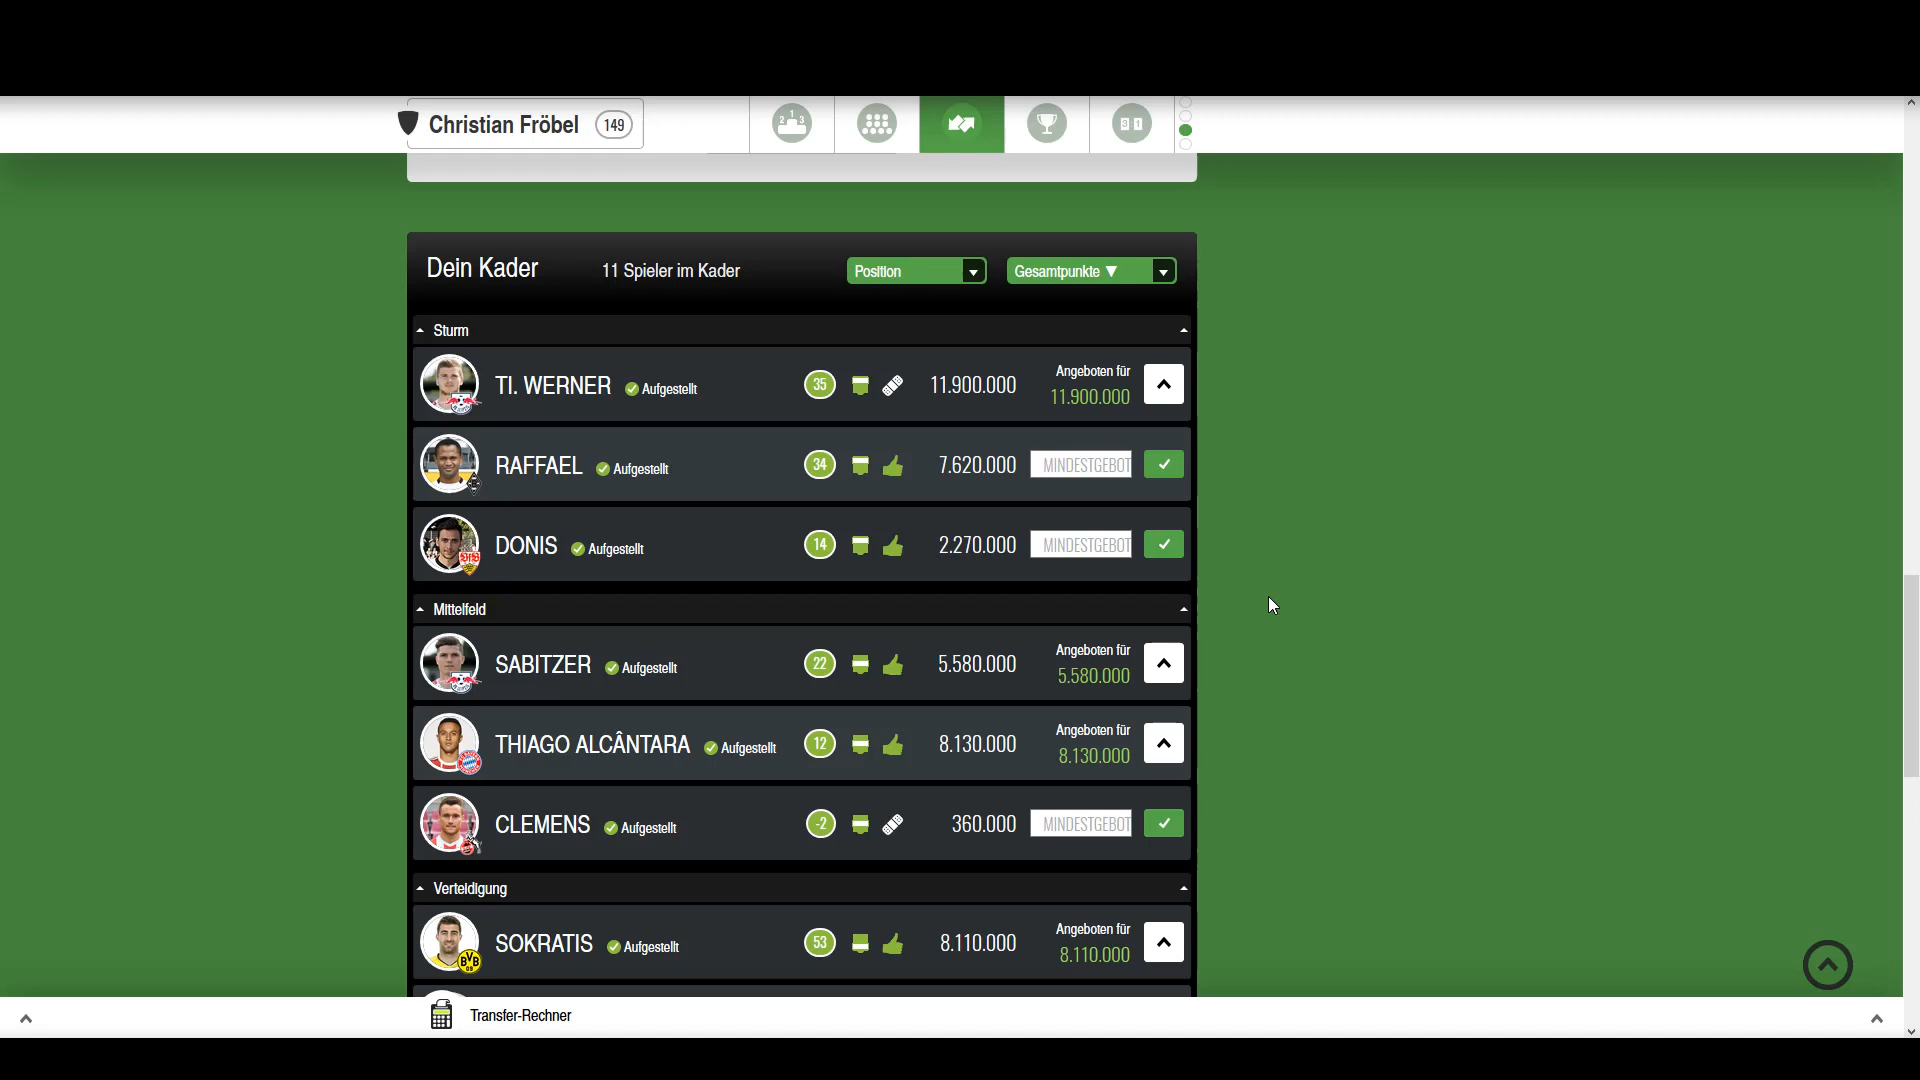 Christian Fröbel 149
Dein Kader 11 Spieler im Kader Position Gesamtpunkte ▼
Sturm
TI. WERNER Aufgestellt 35 11.900.000 Angeboten für 11.900.000
RAFFAEL Aufgestellt 34 7.620.000 MINDESTGEBOT
DONIS Aufgestellt 14 2.270.000 MINDESTGEBOT
Mittelfeld
SABITZER Aufgestellt 22 5.580.000 Angeboten für 5.580.000
THIAGO ALCÂNTARA Aufgestellt 12 8.130.000 Angeboten für 8.130.000
CLEMENS Aufgestellt -2 360.000 MINDESTGEBOT
Verteidigung
SOKRATIS Aufgestellt 53 8.110.000 Angeboten für 8.110.000
Transfer-Rechner